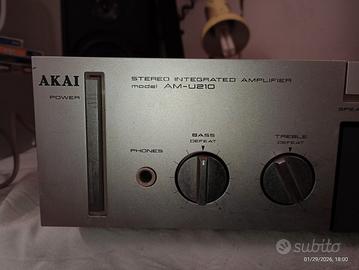 AKAI
STEREO INTEGRATED AMPLIFIER
model AM-U210
POWER
PHONES
BASS
DEFEAT
TREBLE
DEFEAT
SPEA
subito
01/29/2026, 18:00